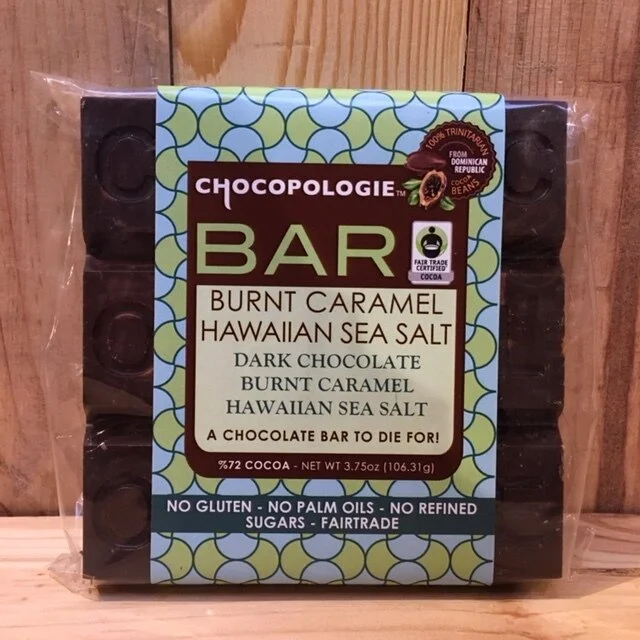 100% TRINITARIAN
FROM
DOMINICAN
REPUBLIC
COCOA
BEANS
CHOCOPOLOGIE™
BAR
FAIR TRADE
CERTIFIED
COCOA
BURNT CARAMEL
HAWAIIAN SEA SALT
DARK CHOCOLATE
BURNT CARAMEL
HAWAIIAN SEA SALT
A CHOCOLATE BAR TO DIE FOR!
%72 COCOA - NET WT 3.75oz (106.31g)
NO GLUTEN - NO PALM OILS - NO REFINED
SUGARS - FAIRTRADE